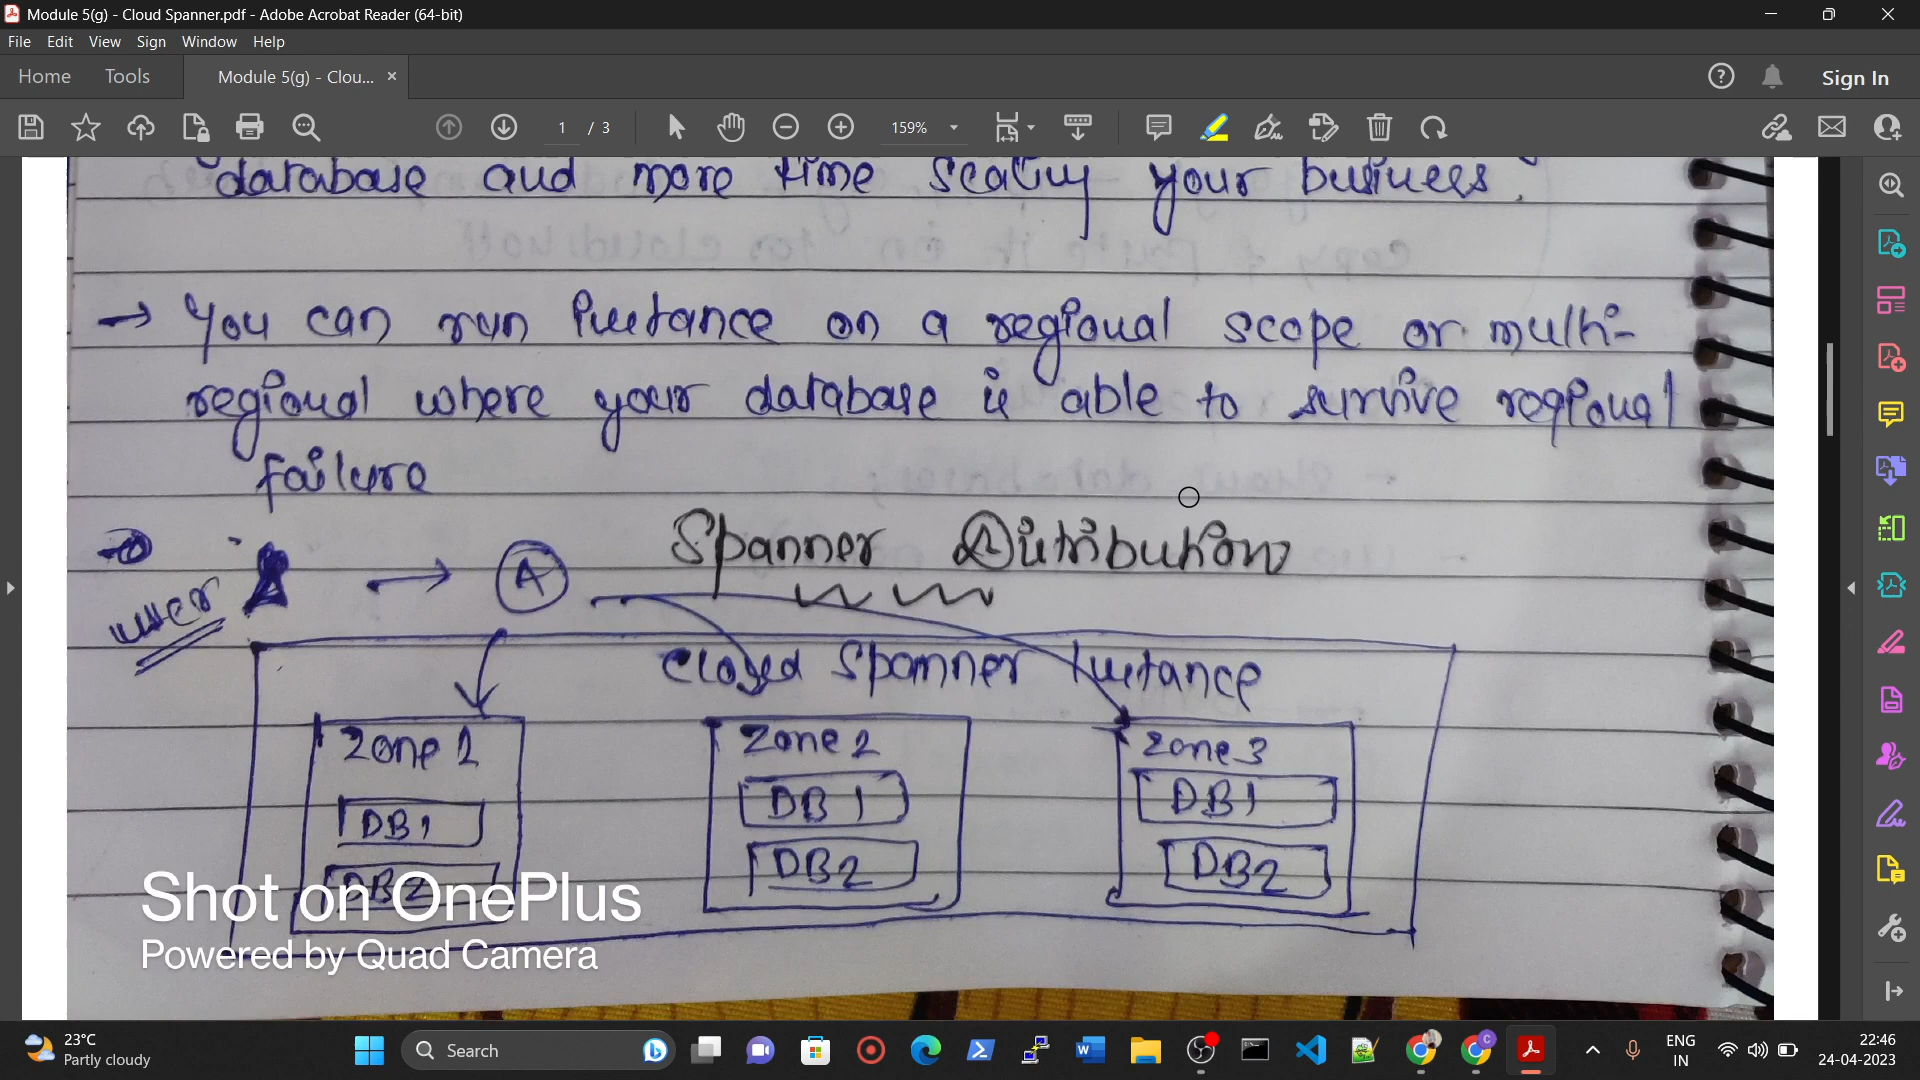 Module 5(g) - Cloud Spanner.pdf - Adobe Acrobat Reader (64-bit)
File Edit View Sign Window Help
Home Tools Module 5(g) - Clou... × Sign In
1 / 3 159%
database and more time scaling your business.
→ You can run instance on a regional scope or multi-
regional where your database is able to survive regional
failure
Spanner Distribution
user → A
Cloud Spanner Instance
Zone 1 Zone 2 Zone 3
DB1 DB1 DB1
DB2 DB2 DB2
Shot on OnePlus
Powered by Quad Camera
23°C
Partly cloudy
Search
ENG
IN
22:46
24-04-2023